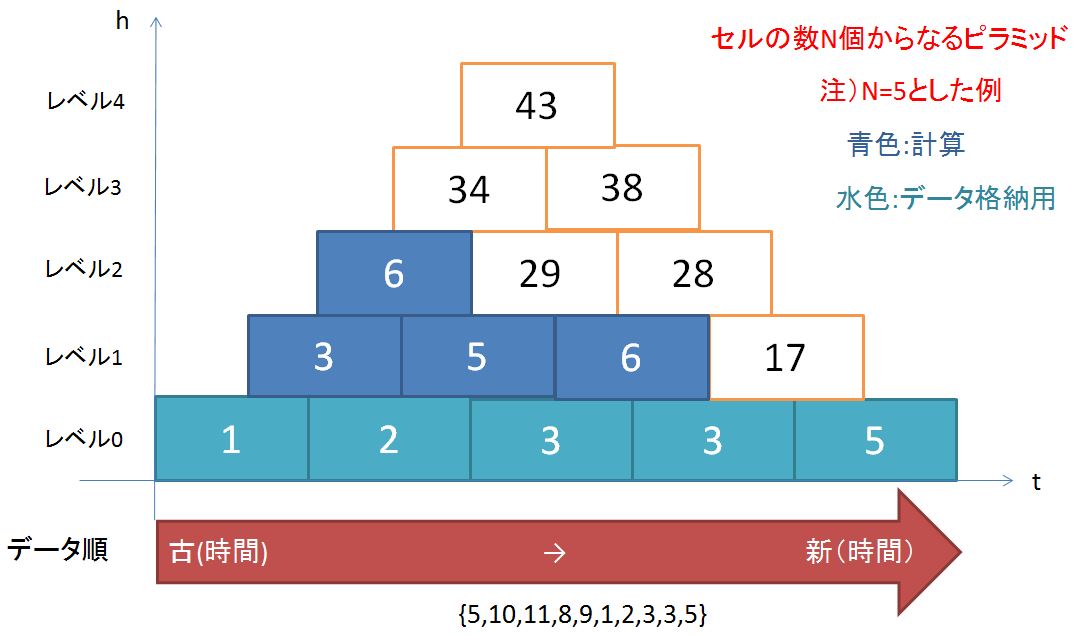 h
セルの数N個からなるピラミッド
注）N=5とした例
青色:計算
水色:データ格納用
レベル4
43
レベル3
34 38
レベル2
6 29 28
レベル1
3 5 6 17
レベル0
1 2 3 3 5
t
データ順
古(時間) → 新（時間）
{5,10,11,8,9,1,2,3,3,5}